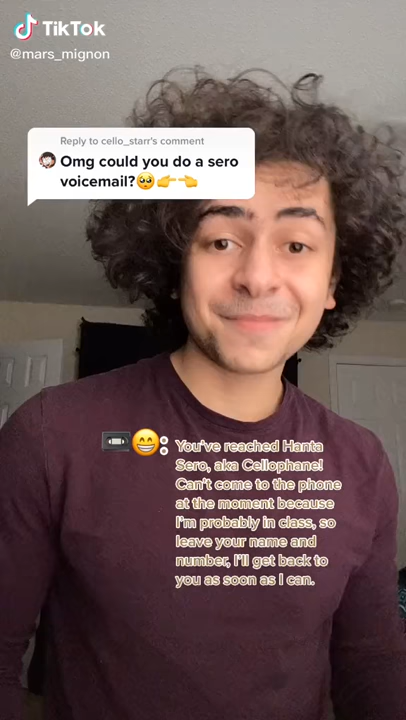 TikTok
@mars_mignon
Reply to cello_starr's comment
Omg could you do a sero
voicemail?🥺👉👈
📼😁: You've reached Hanta
Sero, aka Cellophane!
Can't come to the phone
at the moment because
I'm probably in class, so
leave your name and
number, I'll get back to
you as soon as I can.